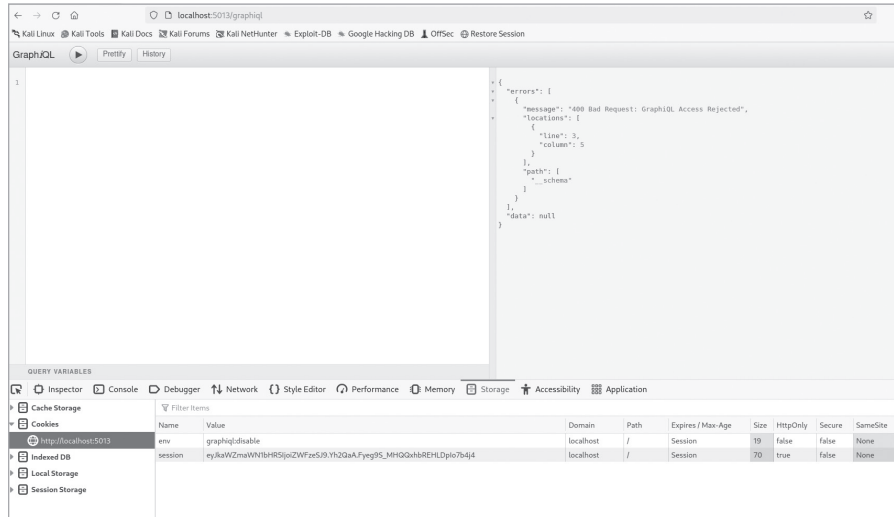 localhost:5013/graphiql
Kali Linux Kali Tools Kali Docs Kali Forums Kali NetHunter Exploit-DB Google Hacking DB OffSec Restore Session
GraphiQL Prettify History
1
{
"errors": [
{
"message": "400 Bad Request: GraphiQL Access Rejected",
"locations": [
{
"line": 3,
"column": 5
}
],
"path": [
"__schema"
]
}
],
"data": null
}
QUERY VARIABLES
Inspector Console Debugger Network Style Editor Performance Memory Storage Accessibility Application
Cache Storage
Filter Items
Cookies
Name Value Domain Path Expires / Max-Age Size HttpOnly Secure SameSite
http://localhost:5013
env graphiql:disable localhost / Session 19 false false None
Indexed DB
session eyJkaWZmaWN1bHR5IjoiZWFzeSJ9.Yh2QaA.Fyeg9S_MHQQxhbREHLDpIo7b4j4 localhost / Session 70 true false None
Local Storage
Session Storage